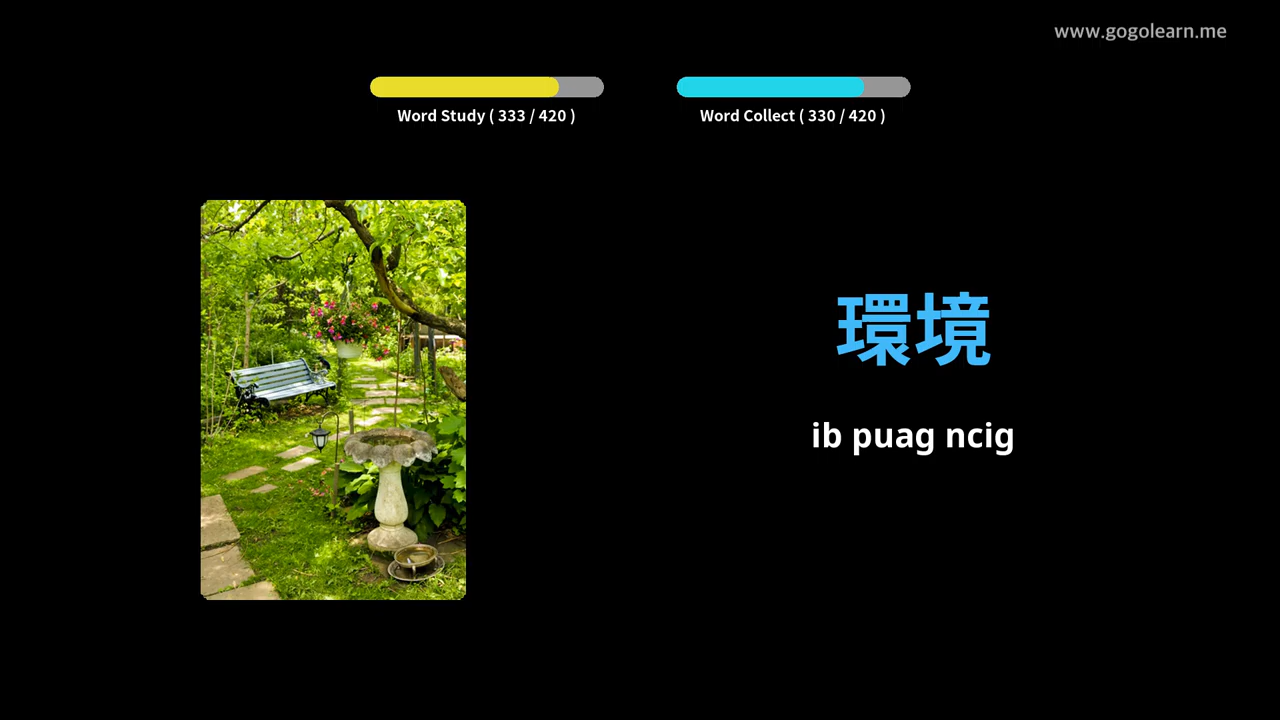 www.gogolearn.me
Word Study ( 333 / 420 )
Word Collect ( 330 / 420 )
環境
ib puag ncig